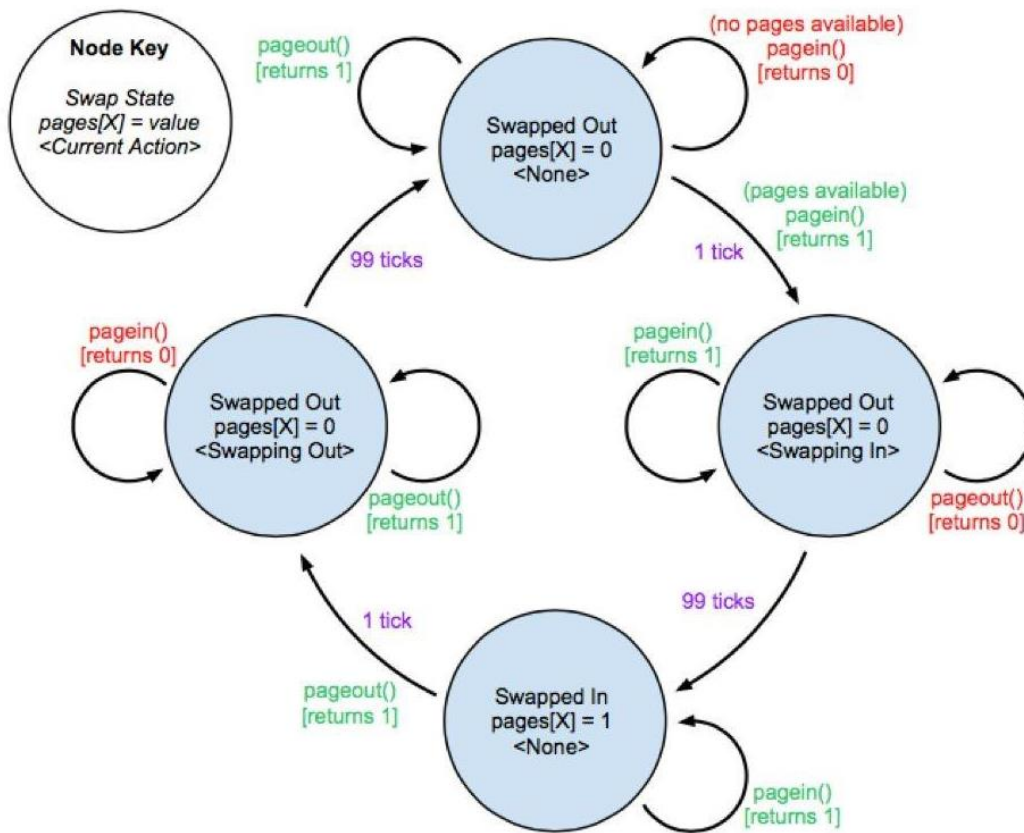 Node Key
Swap State
pages[X] = value
<Current Action>
pageout()
[returns 1]
(no pages available)
pagein()
[returns 0]
Swapped Out
pages[X] = 0
<None>
(pages available)
pagein()
[returns 1]
99 ticks
1 tick
pagein()
[returns 0]
Swapped Out
pages[X] = 0
<Swapping Out>
pageout()
[returns 1]
pagein()
[returns 1]
Swapped Out
pages[X] = 0
<Swapping In>
pageout()
[returns 0]
1 tick
99 ticks
pageout()
[returns 1]
Swapped In
pages[X] = 1
<None>
pagein()
[returns 1]